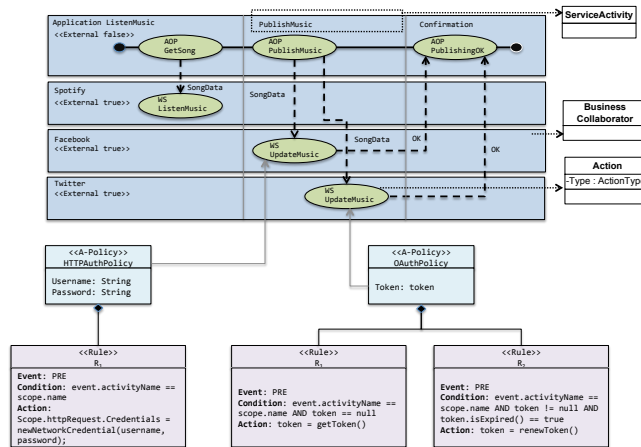 Application ListenMusic
<<External false>>
PublishMusic
Confirmation
ServiceActivity
AOP
GetSong
AOP
PublishMusic
AOP
PublishingOK
SongData
Spotify
<<External true>>
WS
ListenMusic
SongData
Facebook
<<External true>>
WS
UpdateMusic
SongData
OK
OK
Business
Collaborator
Twitter
<<External true>>
WS
UpdateMusic
Action
-Type : ActionType
<<A-Policy>>
HTTPAuthPolicy
Username: String
Password: String
<<A-Policy>>
OAuthPolicy
Token: token
<<Rule>>
R₁
Event: PRE
Condition: event.activityName ==
scope.name
Action:
Scope.httpRequest.Credentials =
newNetworkCredential(username,
password);
<<Rule>>
R₁
Event: PRE
Condition: event.activityName ==
scope.name AND token == null
Action: token = getToken()
<<Rule>>
R₂
Event: PRE
Condition: event.activityName ==
scope.name AND token != null AND
token.isExpired() == true
Action: token = renewToken()